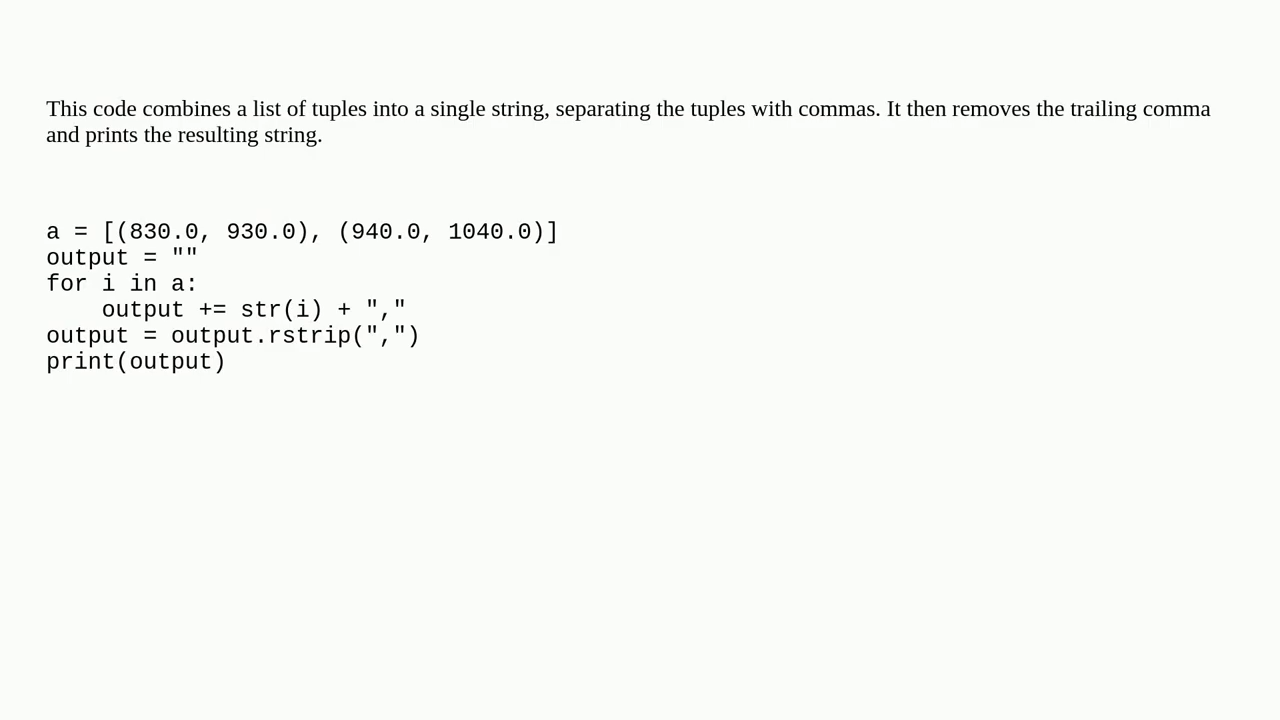 This code combines a list of tuples into a single string, separating the tuples with commas. It then removes the trailing comma
and prints the resulting string.
a = [(830.0, 930.0), (940.0, 1040.0)]
output = ""
for i in a:
    output += str(i) + ","
output = output.rstrip(",")
print(output)